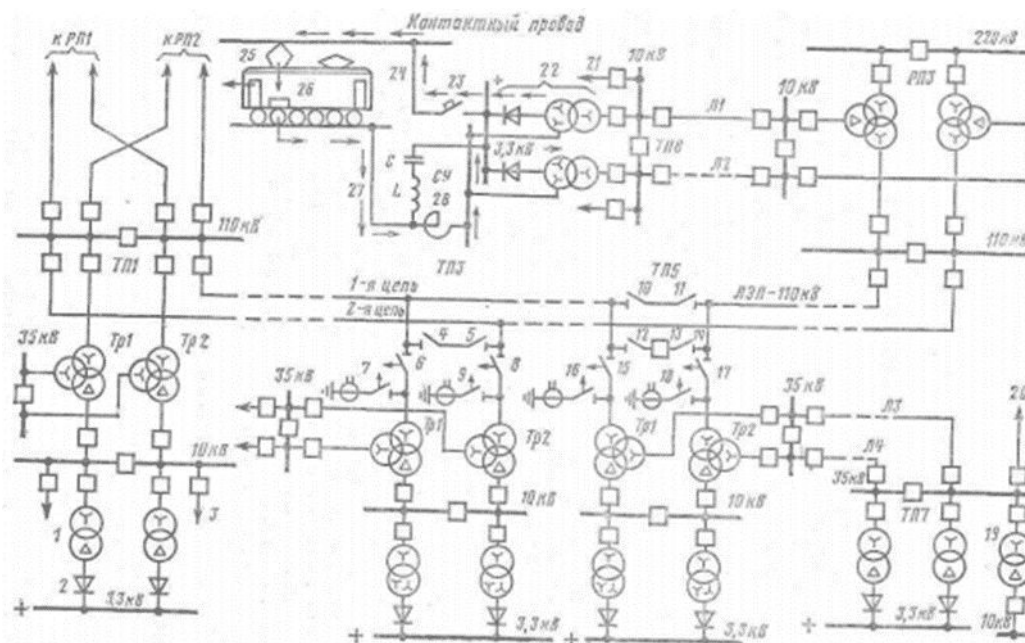 Контактный провод
к РП1
к РП2
25
26
24
23
+
22
21
10 кВ
220 кВ
РП3
10 кВ
Л1
3,3 кВ
ТП6
Л2
С
СУ
L
28
27
110 кВ
110 кВ
ТП1
ТП3
ТП5
1-я цепь
10
11
ЛЭП-110 кВ
2-я цепь
35 кВ
Тр1
Тр2
4
5
12
13
14
7
6
8
9
16
15
18
17
35 кВ
35 кВ
Л3
20
Тр1
Тр2
Тр1
Тр2
Л4
10 кВ
35 кВ
10 кВ
10 кВ
ТП7
1
3
19
2
3,3 кВ
+
3,3 кВ
+
3,3 кВ
+
3,3 кВ
+
10 кВ